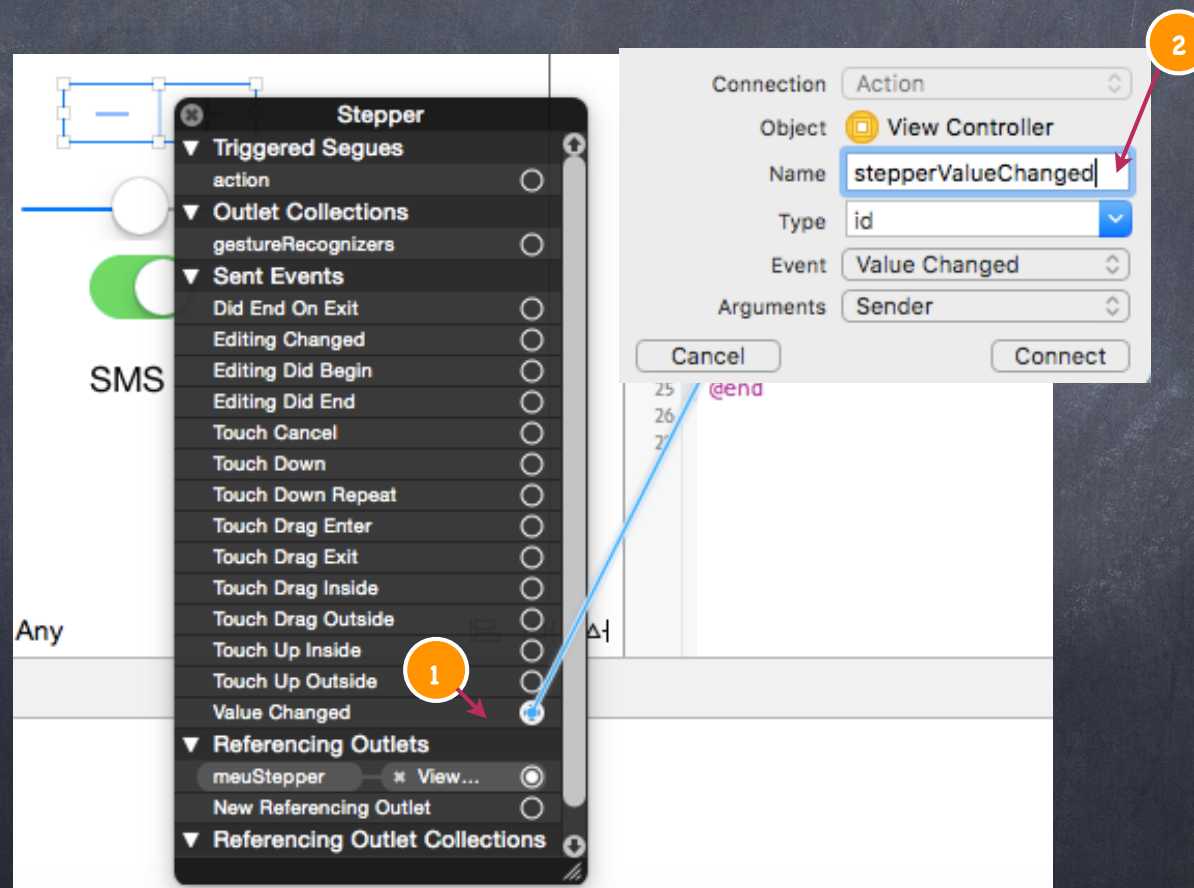 2
Connection Action
Object View Controller
Name stepperValueChanged
Type id
Event Value Changed
Arguments Sender
Cancel Connect
25 @end
26
SMS
Any
Stepper
Triggered Segues
action
Outlet Collections
gestureRecognizers
Sent Events
Did End On Exit
Editing Changed
Editing Did Begin
Editing Did End
Touch Cancel
Touch Down
Touch Down Repeat
Touch Drag Enter
Touch Drag Exit
Touch Drag Inside
Touch Drag Outside
Touch Up Inside
Touch Up Outside
1
Value Changed
Referencing Outlets
meuStepper View...
New Referencing Outlet
Referencing Outlet Collections